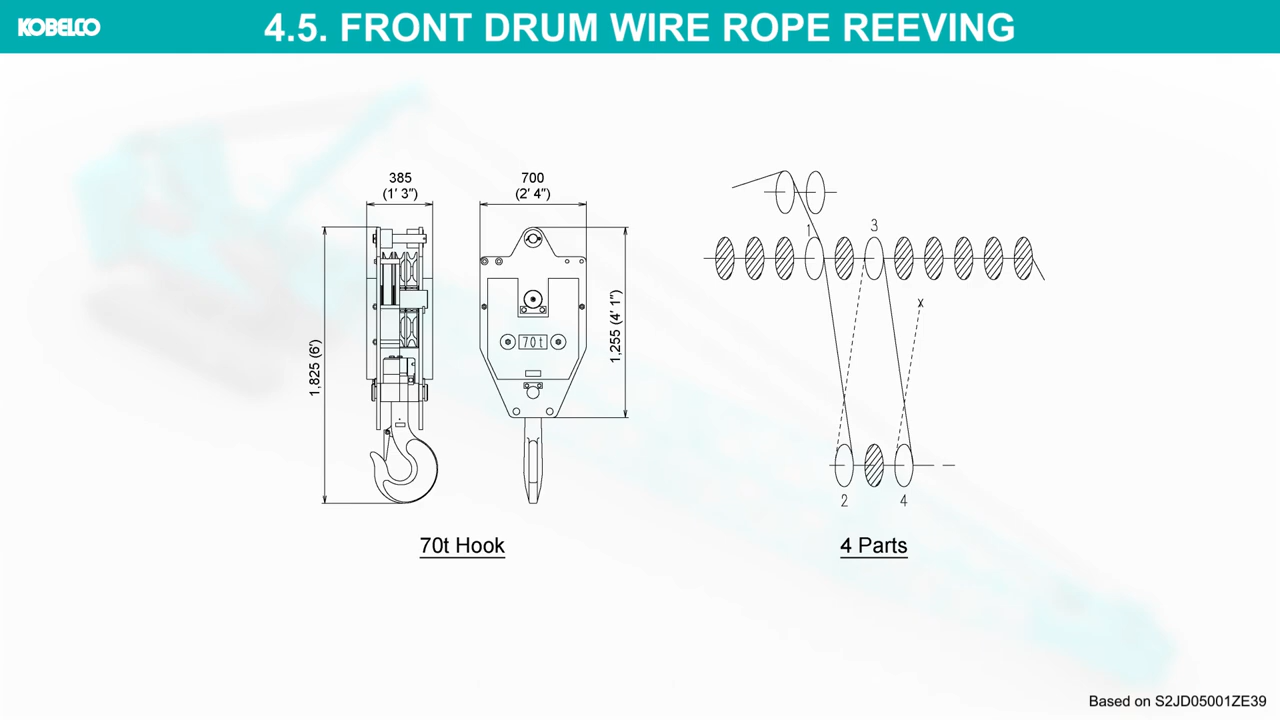 KOBELCO
4.5. FRONT DRUM WIRE ROPE REEVING
385
(1' 3")
700
(2' 4")
1,825 (6')
1,255 (4' 1")
70t
1
3
x
2
4
70t Hook
4 Parts
Based on S2JD05001ZE39